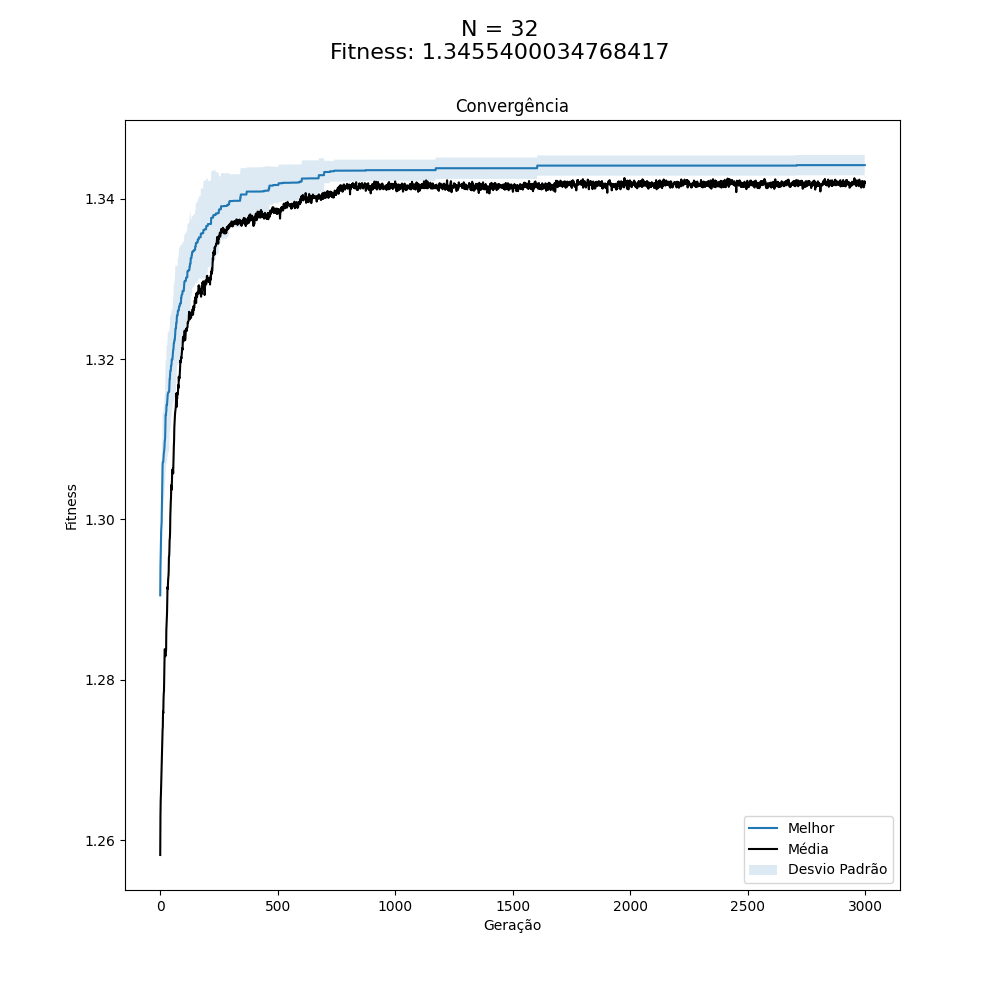 N = 32
Fitness: 1.3455400034768417
Convergência
1.34
1.32
1.30
1.28
1.26
Fitness
0 500 1000 1500 2000 2500 3000
Geração
Melhor
Média
Desvio Padrão